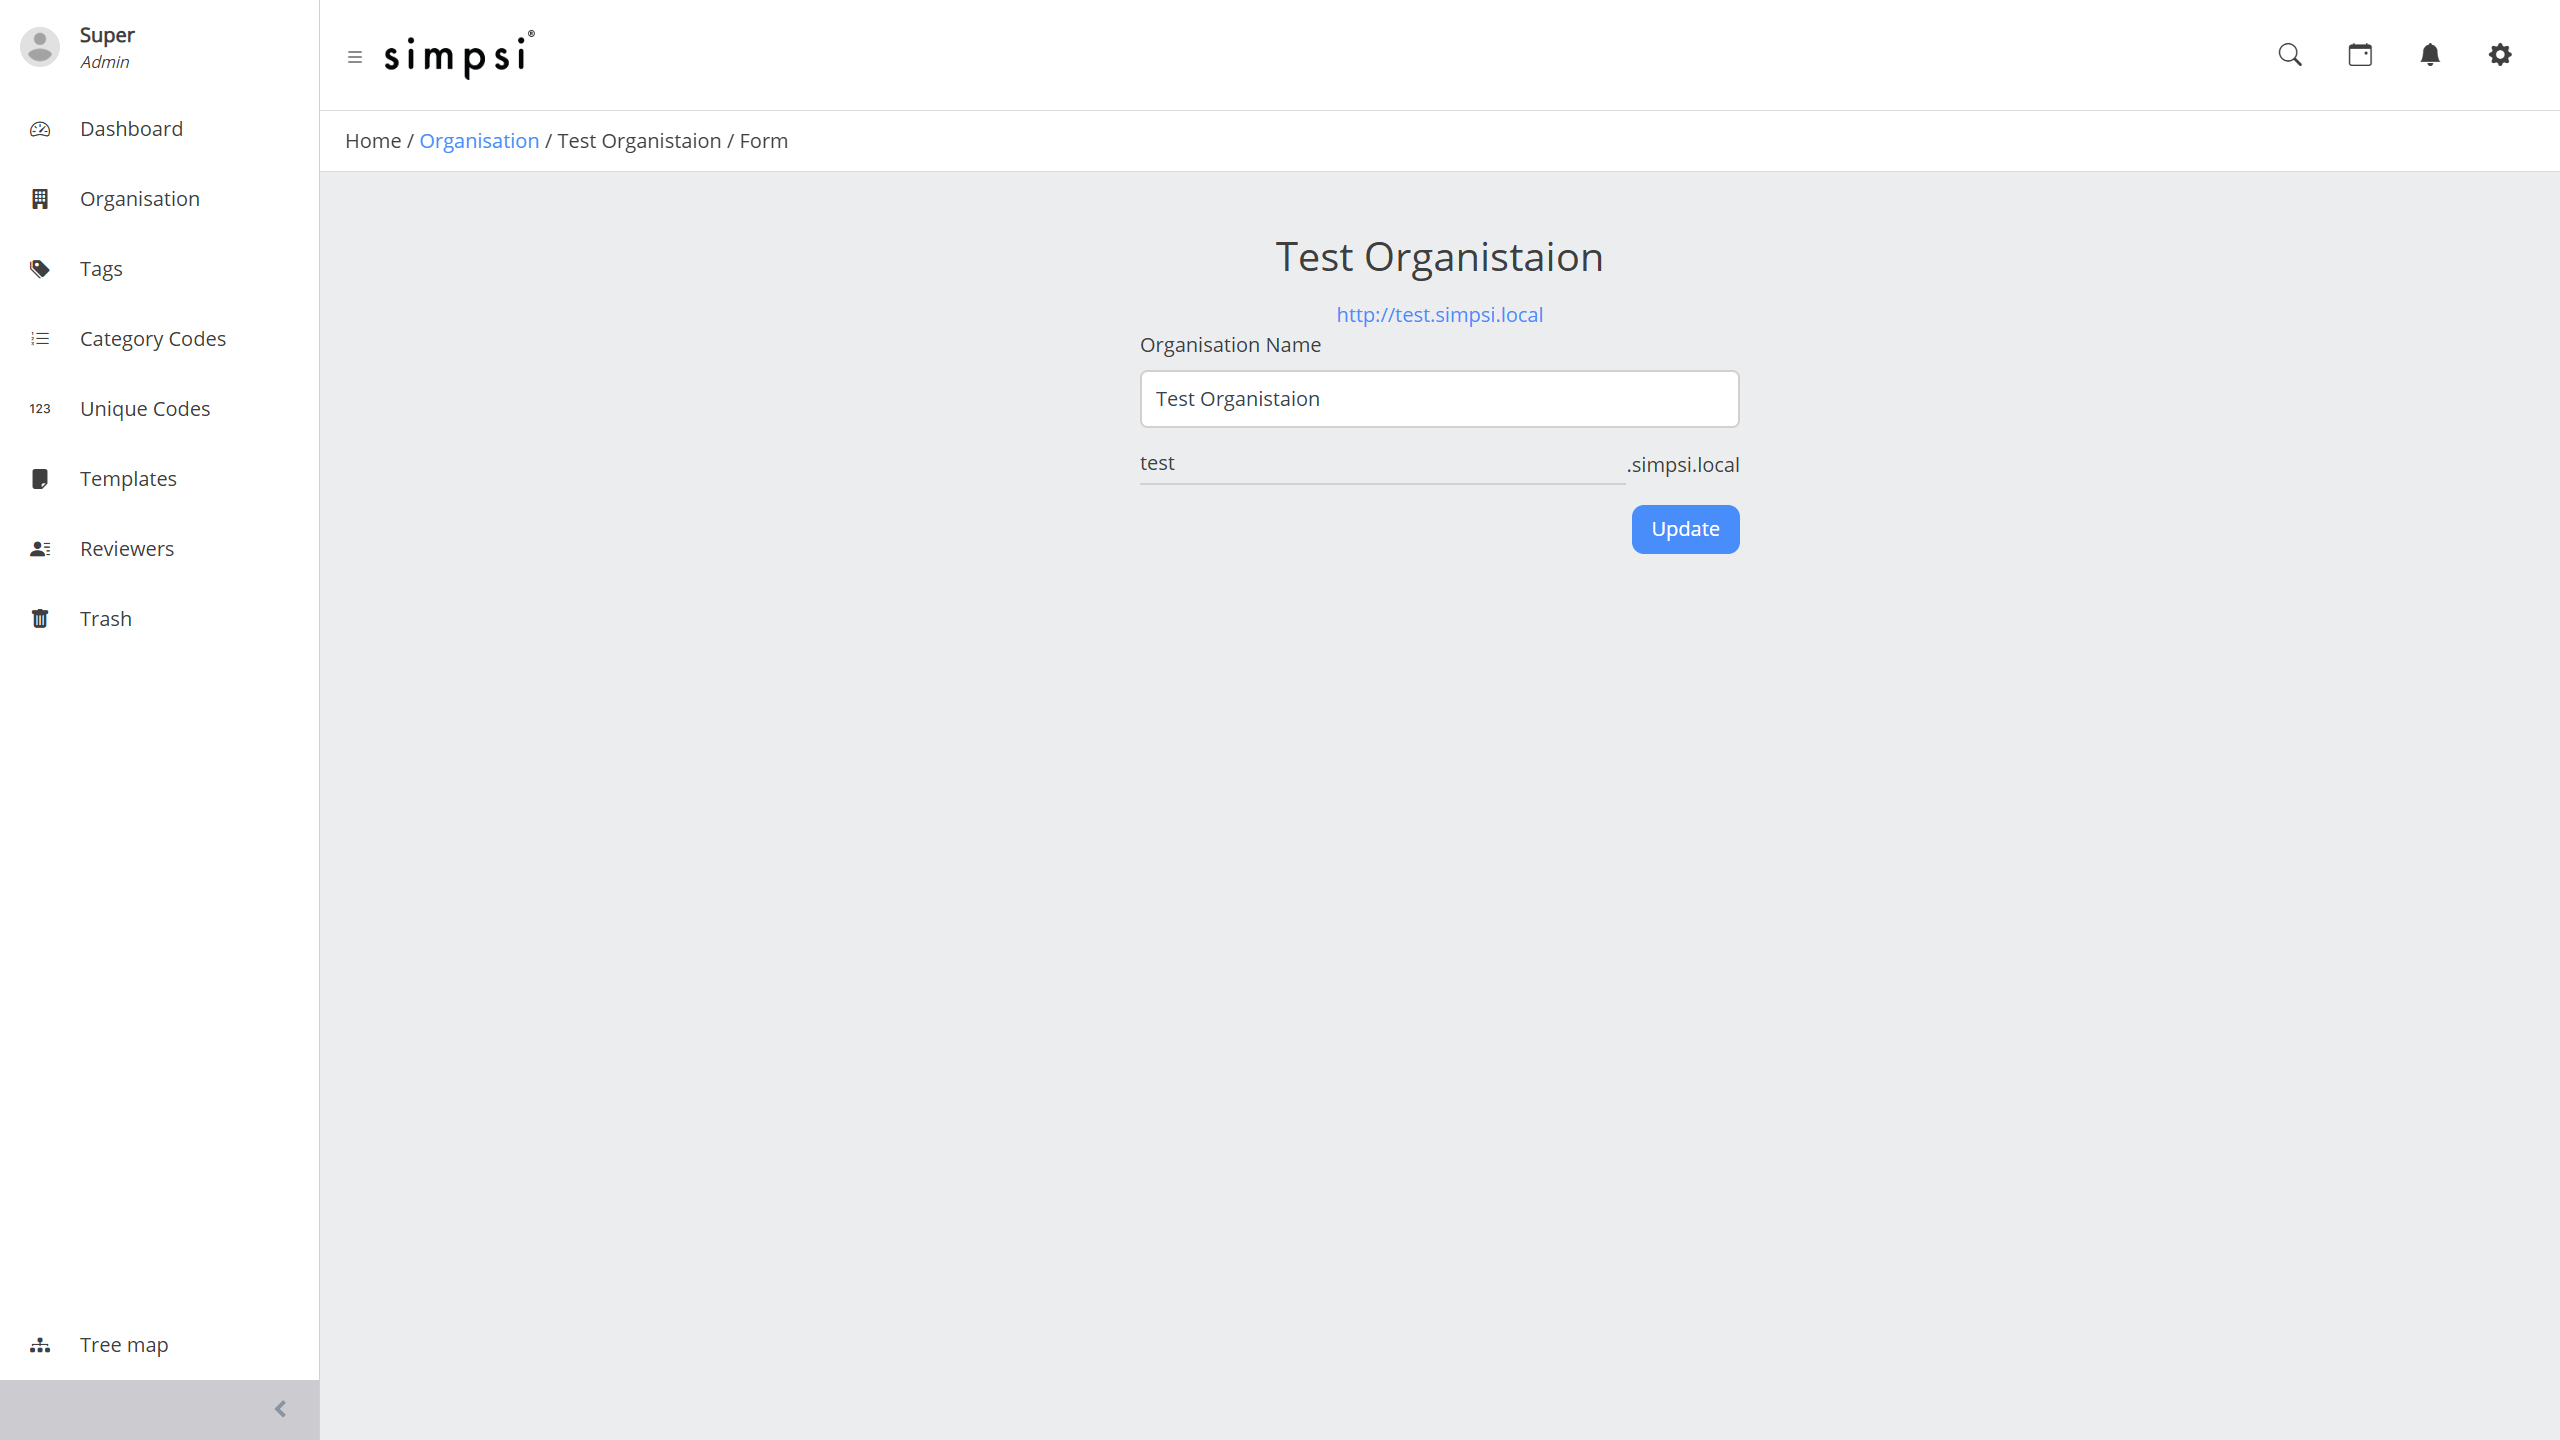 Super
Admin
Dashboard
Organisation
Tags
Category Codes
123 Unique Codes
Templates
Reviewers
Trash
Tree map
simpsi®
Home / Organisation / Test Organistaion / Form
Test Organistaion
http://test.simpsi.local
Organisation Name
Test Organistaion
test .simpsi.local
Update